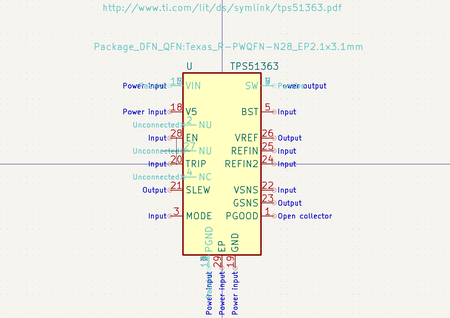 http://www.ti.com/lit/ds/symlink/tps51363.pdf
Package_DFN_QFN:Texas_R-PWQFN-N28_EP2.1x3.1mm
U TPS51363
Power input VIN SW Power output
Power input 18 V5 BST 5 Input
Unconnected 2 NU
Input 28 EN VREF 26 Output
Unconnected 27 NU REFIN 25 Input
Input 20 TRIP REFIN2 24 Input
Unconnected 4 NC
Output 21 SLEW VSNS 22 Input
GSNS 23 Output
Input 3 MODE PGOOD 1 Open collector
PGND EP GND
29 19
Power input Power input Power input